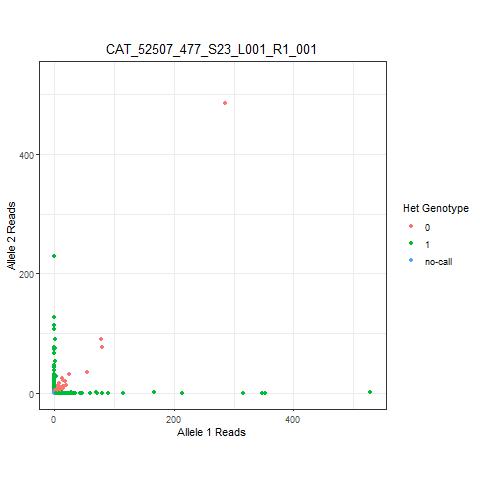 CAT_52507_477_S23_L001_R1_001
Allele 2 Reads
400
200
0
0
200
400
Allele 1 Reads
Het Genotype
0
1
no-call